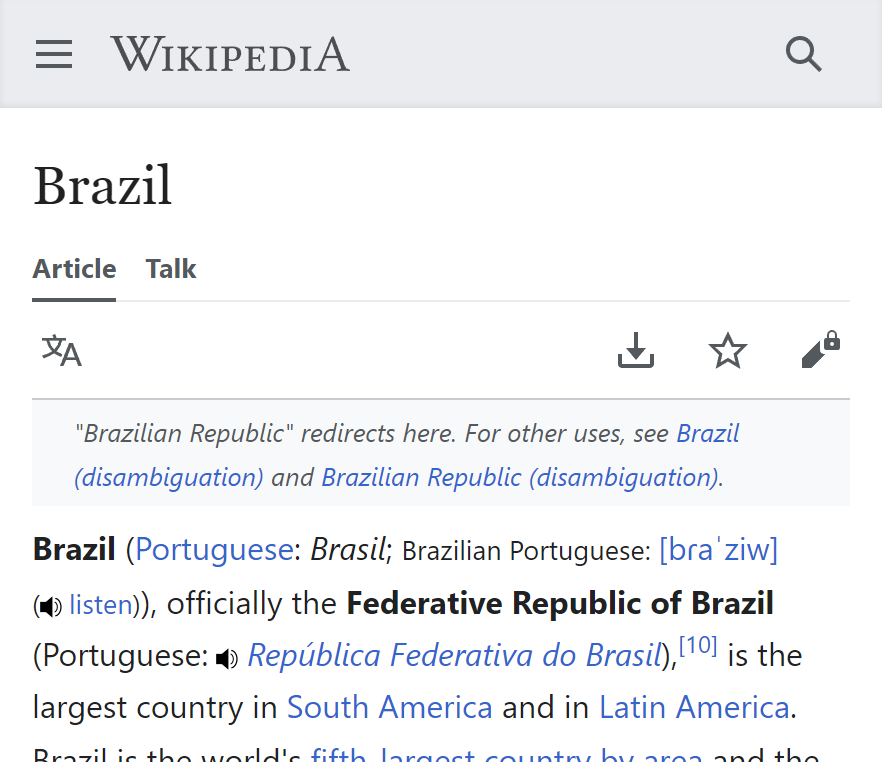 WIKIPEDIA
Brazil
Article Talk
文A
"Brazilian Republic" redirects here. For other uses, see Brazil
(disambiguation) and Brazilian Republic (disambiguation).
Brazil (Portuguese: Brasil; Brazilian Portuguese: [bɾaˈziw]
(listen)), officially the Federative Republic of Brazil
(Portuguese: República Federativa do Brasil),[10] is the
largest country in South America and in Latin America.
Brazil is the world's fifth-largest country by area and the